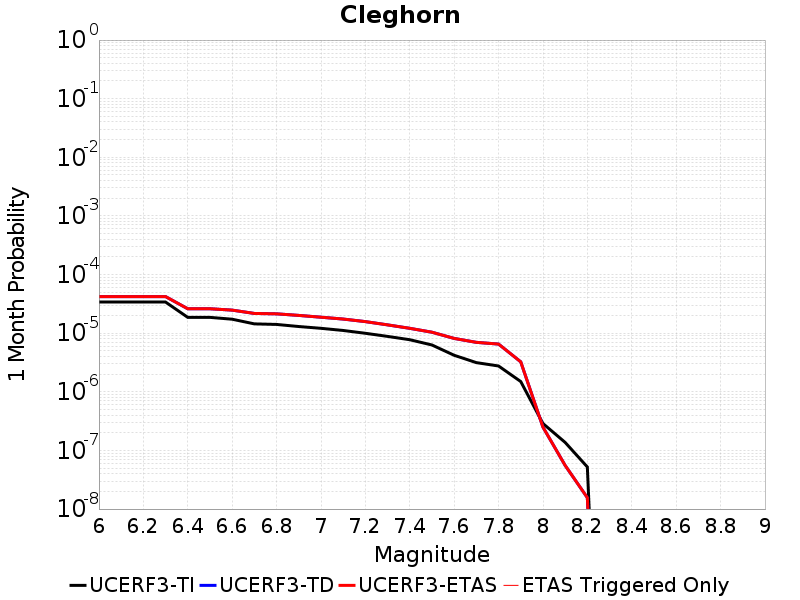 Cleghorn
10^0
10^-1
10^-2
10^-3
10^-4
10^-5
10^-6
10^-7
10^-8
1 Month Probability
6 6.2 6.4 6.6 6.8 7 7.2 7.4 7.6 7.8 8 8.2 8.4 8.6 8.8 9
Magnitude
UCERF3-TI UCERF3-TD UCERF3-ETAS ETAS Triggered Only